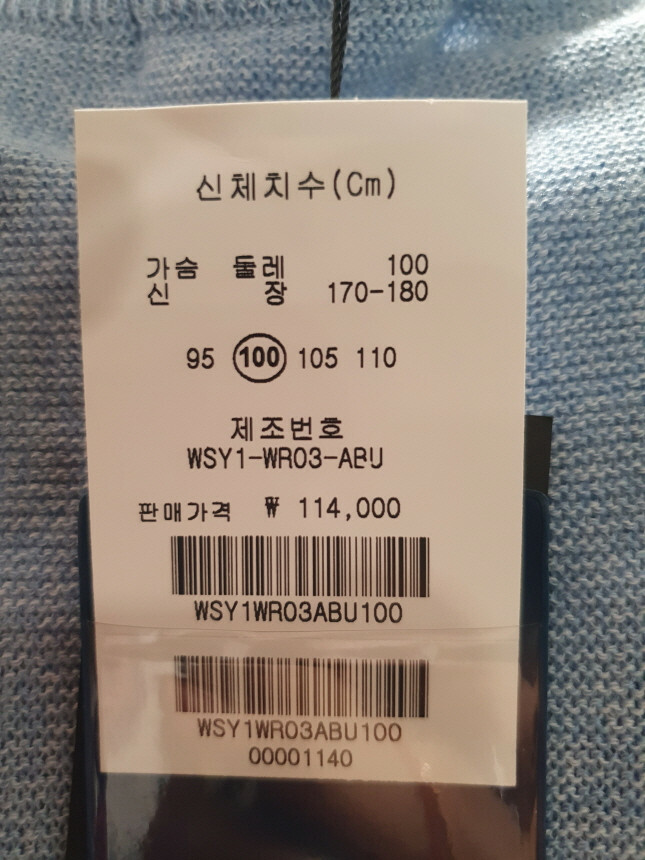 신체치수(Cm)
가슴 둘레 100
신 장 170-180
95 100 105 110
제조번호
WSY1-WR03-ABU
판매가격 ₩ 114,000
WSY1WR03ABU100
WSY1WR03ABU100
00001140